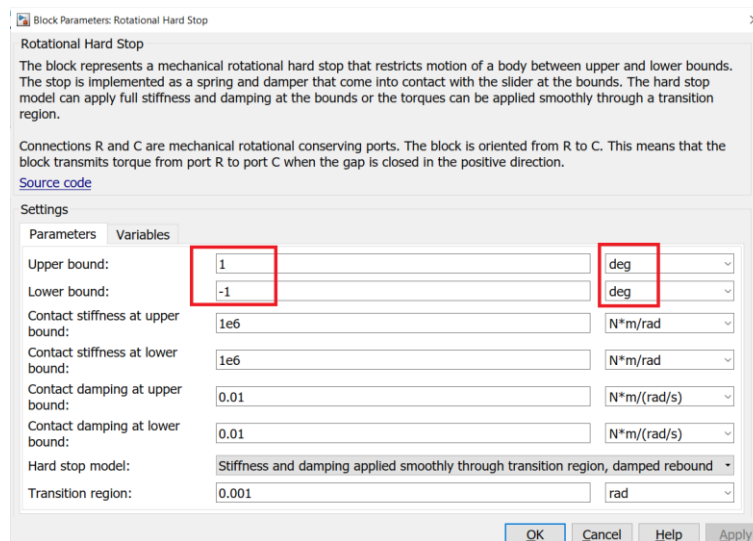 Block Parameters: Rotational Hard Stop
Rotational Hard Stop
The block represents a mechanical rotational hard stop that restricts motion of a body between upper and lower bounds.
The stop is implemented as a spring and damper that come into contact with the slider at the bounds. The hard stop
model can apply full stiffness and damping at the bounds or the torques can be applied smoothly through a transition
region.
Connections R and C are mechanical rotational conserving ports. The block is oriented from R to C. This means that the
block transmits torque from port R to port C when the gap is closed in the positive direction.
Source code
Settings
Parameters Variables
Upper bound: 1 deg
Lower bound: -1 deg
Contact stiffness at upper
bound: 1e6 N*m/rad
Contact stiffness at lower
bound: 1e6 N*m/rad
Contact damping at upper
bound: 0.01 N*m/(rad/s)
Contact damping at lower
bound: 0.01 N*m/(rad/s)
Hard stop model: Stiffness and damping applied smoothly through transition region, damped rebound
Transition region: 0.001 rad
OK Cancel Help Apply